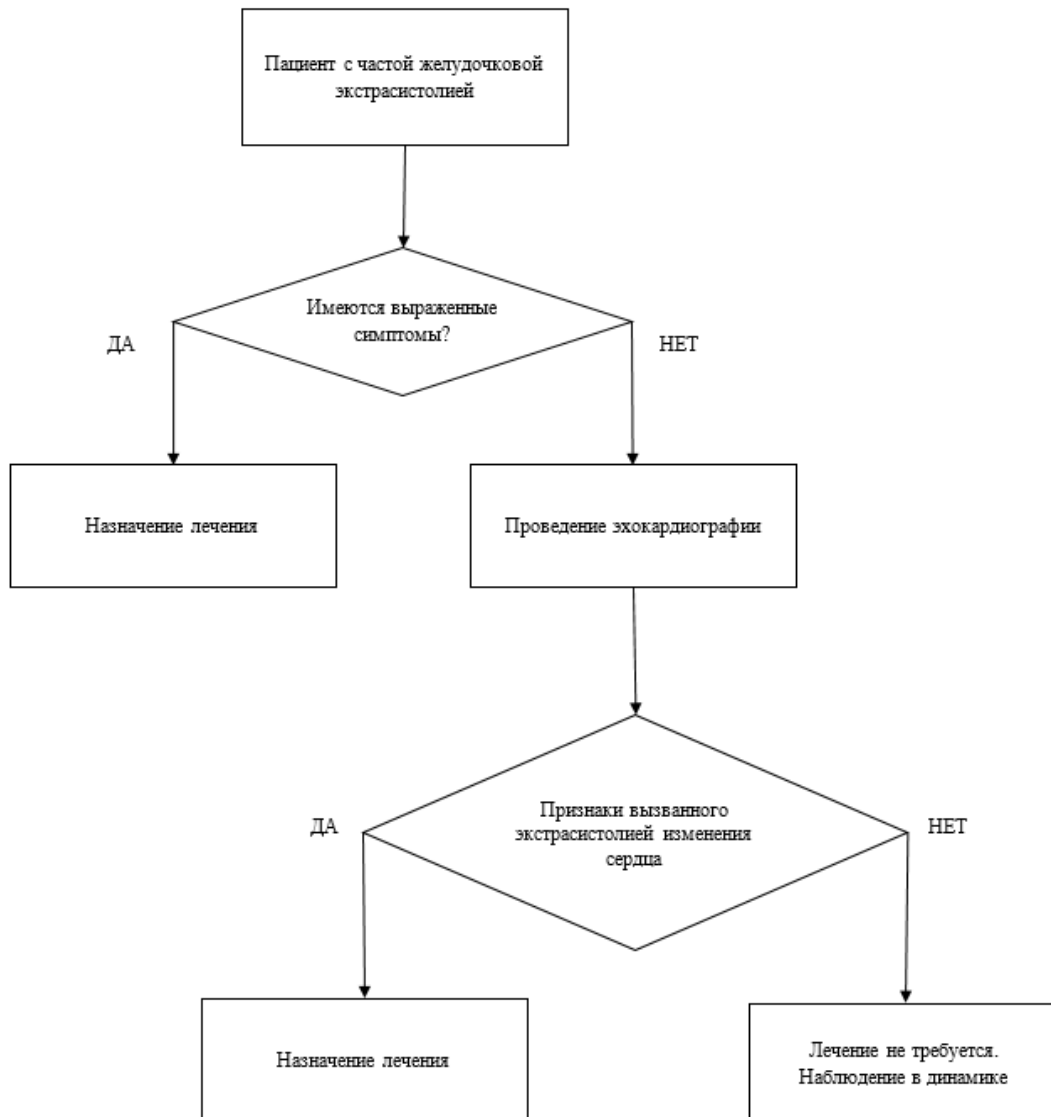 Пациент с частой желудочковой
экстрасистолией
Имеются выраженные
симптомы?
ДА
НЕТ
Назначение лечения
Проведение эхокардиографии
Признаки вызванного
экстрасистолией изменения
сердца
ДА
НЕТ
Назначение лечения
Лечение не требуется.
Наблюдение в динамике